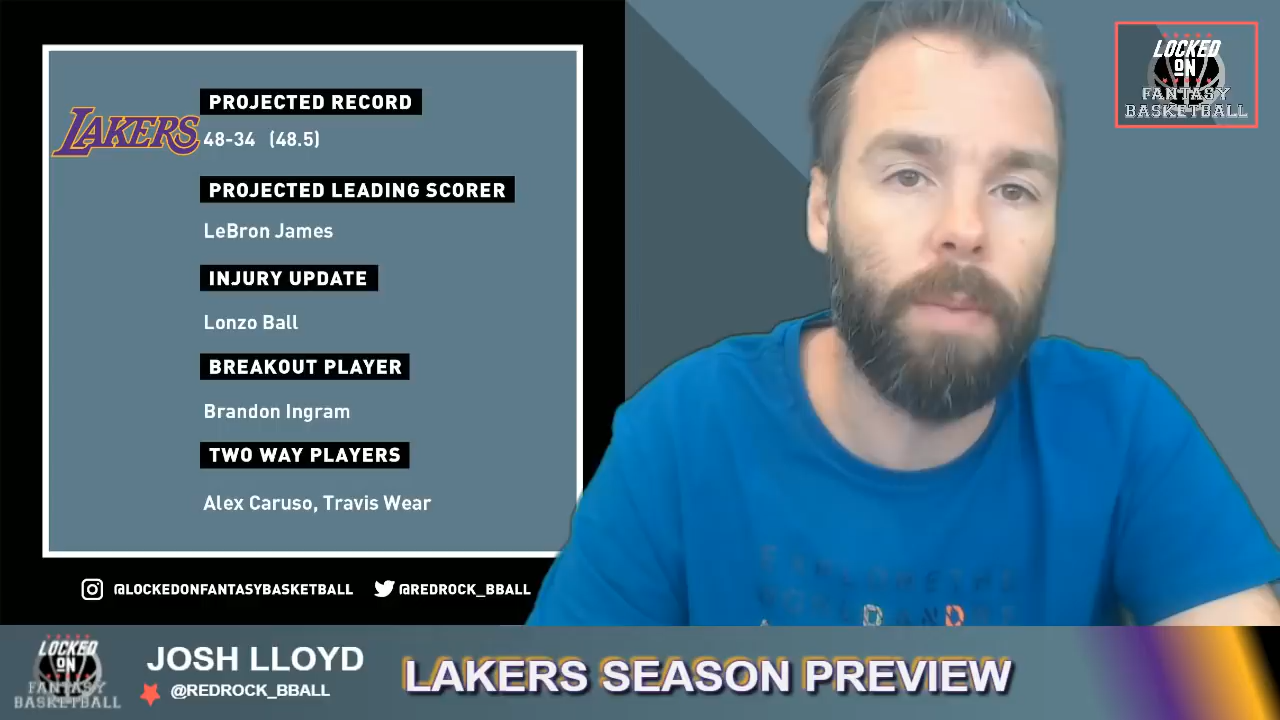 PROJECTED RECORD
LAKERS
48-34 (48.5)
PROJECTED LEADING SCORER
LeBron James
INJURY UPDATE
Lonzo Ball
BREAKOUT PLAYER
Brandon Ingram
TWO WAY PLAYERS
Alex Caruso, Travis Wear
@LOCKEDONFANTASYBASKETBALL @REDROCK_BBALL
LOCKED
ON
FANTASY
BASKETBALL
LOCKED
ON
FANTASY
BASKETBALL
JOSH LLOYD
@REDROCK_BBALL
LAKERS SEASON PREVIEW